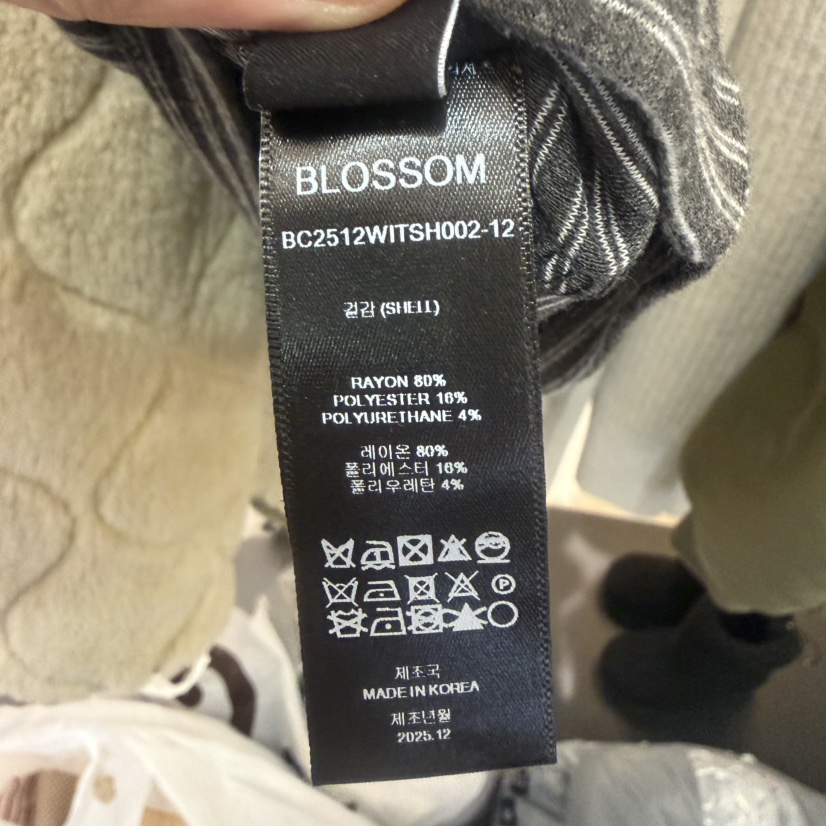 BLOSSOM
BC2512WITSH002-12
겉감 (SHELL)
RAYON 80%
POLYESTER 16%
POLYURETHANE 4%
레이온 80%
폴리에스터 16%
폴리우레탄 4%
P
제조국
MADE IN KOREA
제조년월
2025.12